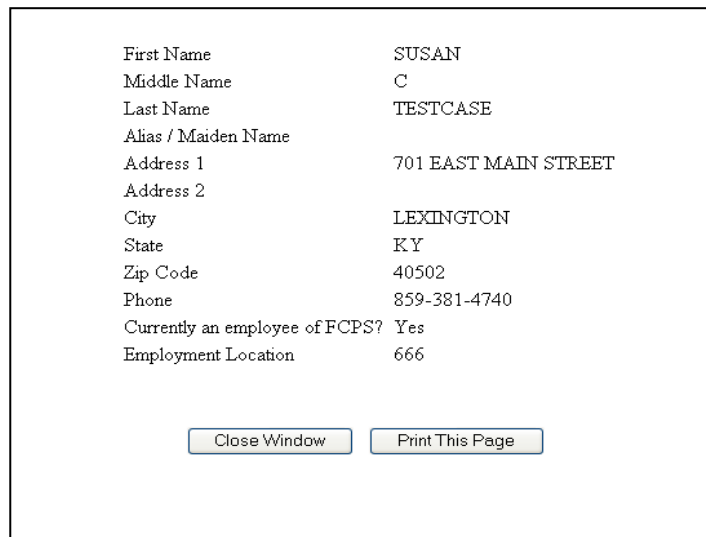 First Name SUSAN
Middle Name C
Last Name TESTCASE
Alias / Maiden Name
Address 1 701 EAST MAIN STREET
Address 2
City LEXINGTON
State KY
Zip Code 40502
Phone 859-381-4740
Currently an employee of FCPS? Yes
Employment Location 666
Close Window Print This Page